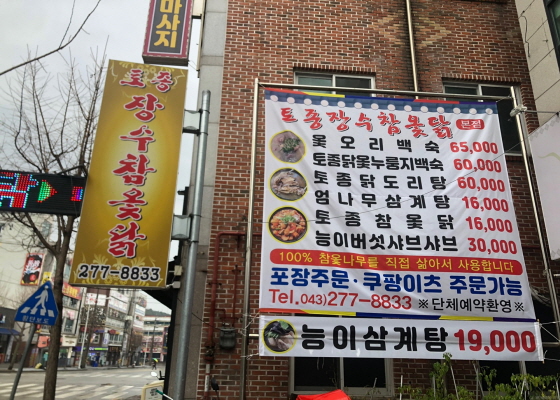 마사지
토종
장수참옻닭
277-8833
토종장수참옻닭 본점
옻오리백숙 65,000
토종닭옻누룽지백숙 60,000
토종닭도리탕 60,000
엄나무삼계탕 16,000
토종참옻닭 16,000
능이버섯샤브샤브 30,000
100% 참옻나무를 직접 삶아서 사용합니다
포장주문·쿠팡이츠 주문가능
Tel.(043)277-8833 ※단체예약환영※
능이삼계탕 19,000
닭